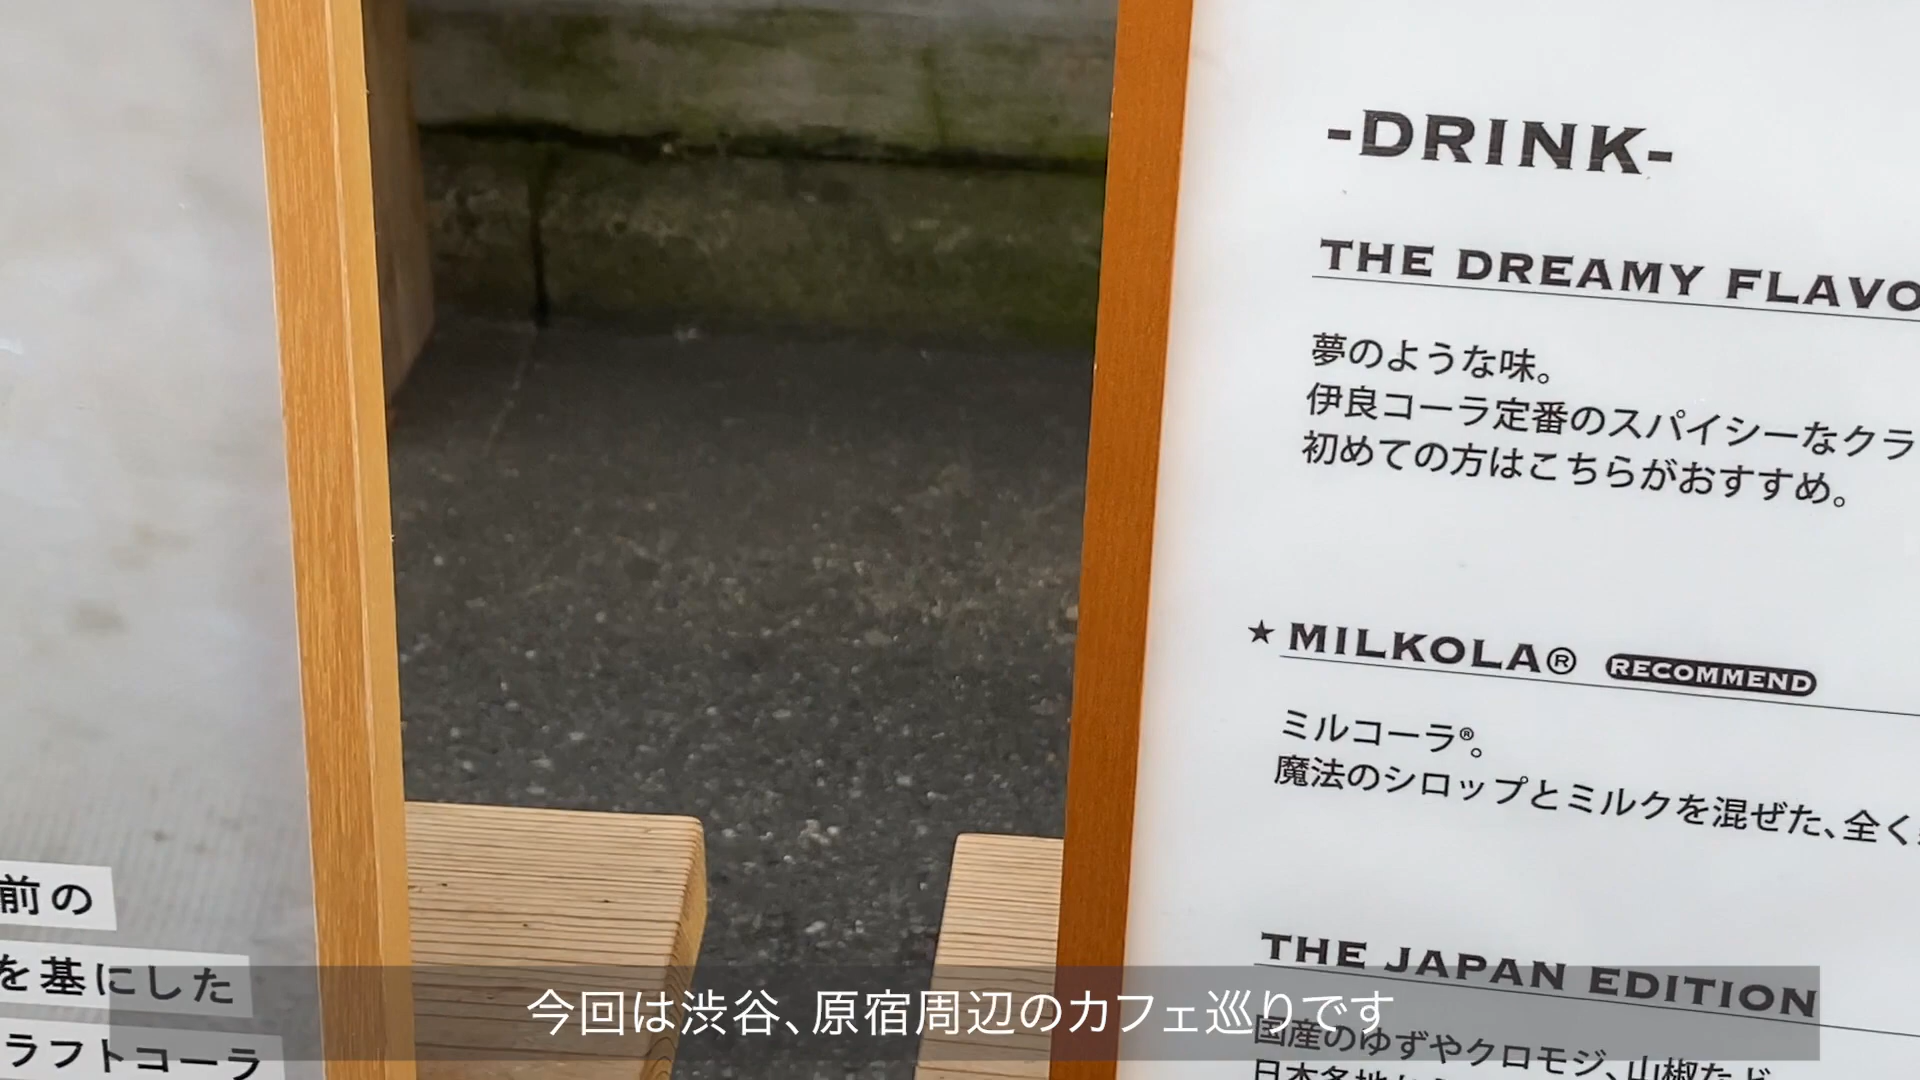 -DRINK-
THE DREAMY FLAVO
夢のような味。
伊良コーラ定番のスパイシーなクラ
初めての方はこちらがおすすめ。
★MILKOLA® RECOMMEND
ミルコーラ®。
魔法のシロップとミルクを混ぜた、全く
THE JAPAN EDITION
国産のゆずやクロモジ、山椒など
前の
を基にした
ラフトコーラ
今回は渋谷、原宿周辺のカフェ巡りです